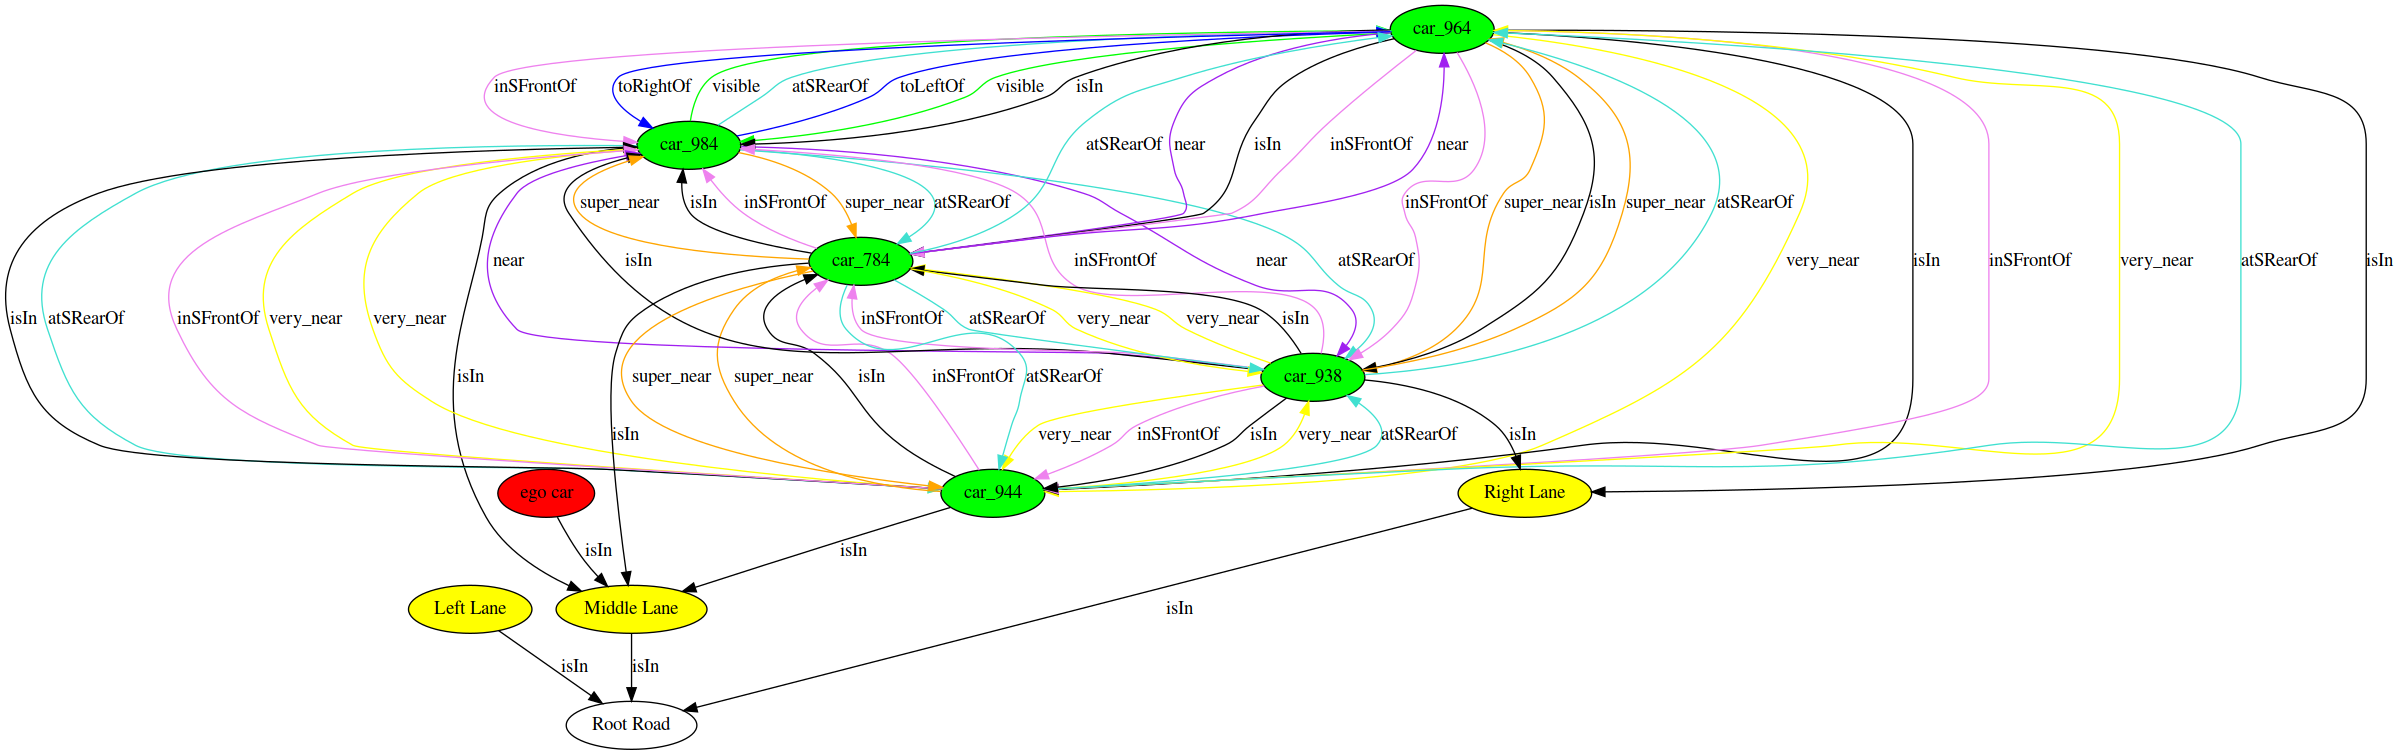 car_964
inSFrontOf toRightOf visible atSRearOf toLeftOf visible isIn
car_984 atSRearOf near isIn inSFrontOf near
super_near isIn inSFrontOf super_near atSRearOf inSFrontOf super_near isIn super_near atSRearOf
near isIn car_784 inSFrontOf near atSRearOf very_near isIn inSFrontOf very_near atSRearOf isIn
isIn atSRearOf inSFrontOf very_near very_near inSFrontOf atSRearOf very_near very_near isIn
isIn super_near super_near isIn inSFrontOf atSRearOf car_938
isIn very_near inSFrontOf isIn very_near atSRearOf isIn
ego car car_944 Right Lane
isIn isIn
Left Lane Middle Lane isIn
isIn isIn
Root Road